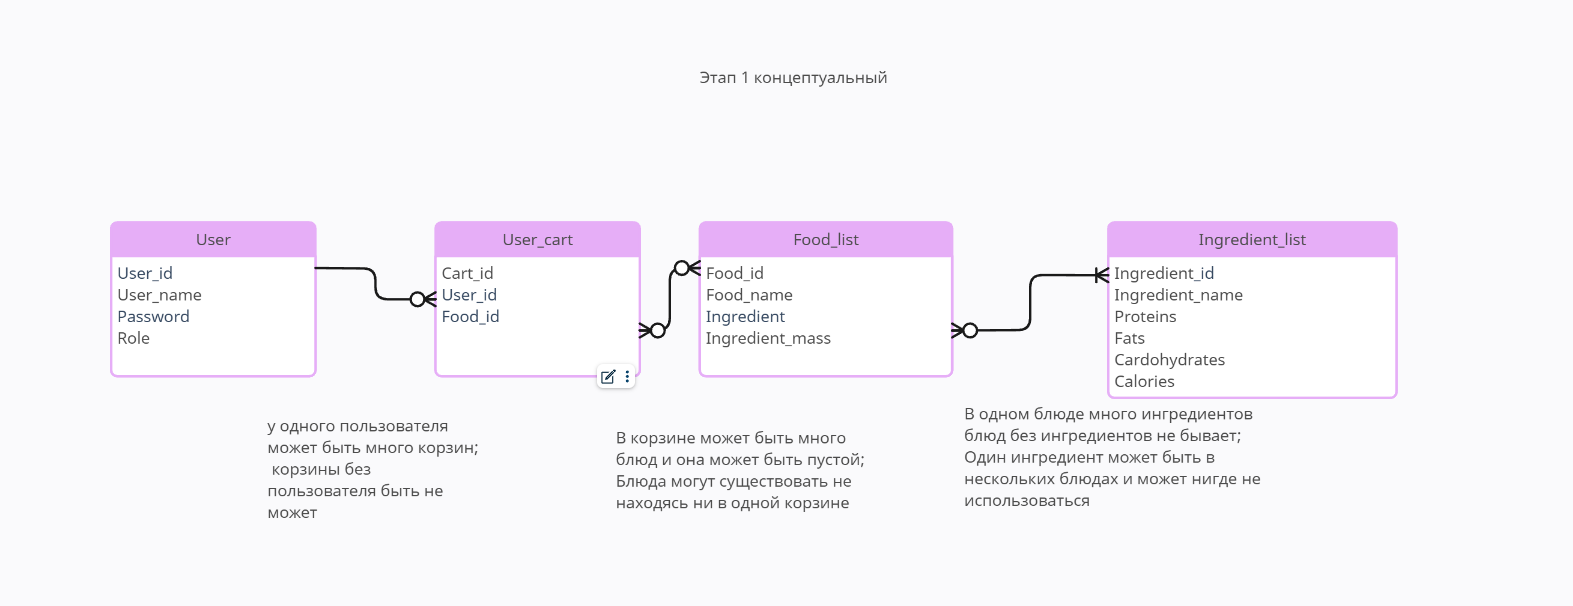 Этап 1 концептуальный
User
User_id
User_name
Password
Role
User_cart
Cart_id
User_id
Food_id
Food_list
Food_id
Food_name
Ingredient
Ingredient_mass
Ingredient_list
Ingredient_id
Ingredient_name
Proteins
Fats
Cardohydrates
Calories
у одного пользователя
может быть много корзин;
корзины без
пользователя быть не
может
В корзине может быть много
блюд и она может быть пустой;
Блюда могут существовать не
находясь ни в одной корзине
В одном блюде много ингредиентов
блюд без ингредиентов не бывает;
Один ингредиент может быть в
нескольких блюдах и может нигде не
использоваться